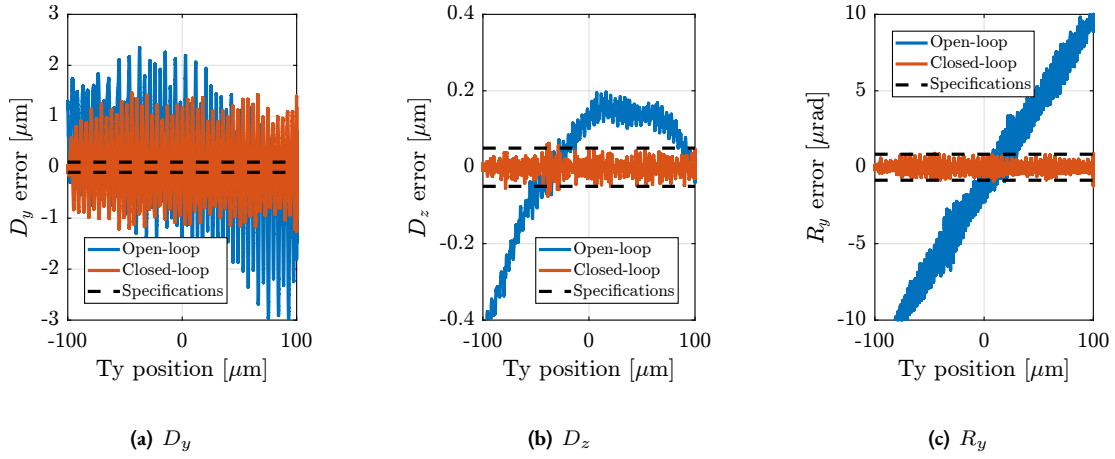 3
2
1
0
-1
-2
-3
-100
0
100
D_y error [μm]
Ty position [μm]
Open-loop
Closed-loop
Specifications
(a) D_y
0.4
0.2
0
-0.2
-0.4
-100
0
100
D_z error [μm]
Ty position [μm]
Open-loop
Closed-loop
Specifications
(b) D_z
10
5
0
-5
-10
-100
0
100
R_y error [μrad]
Ty position [μm]
Open-loop
Closed-loop
Specifications
(c) R_y